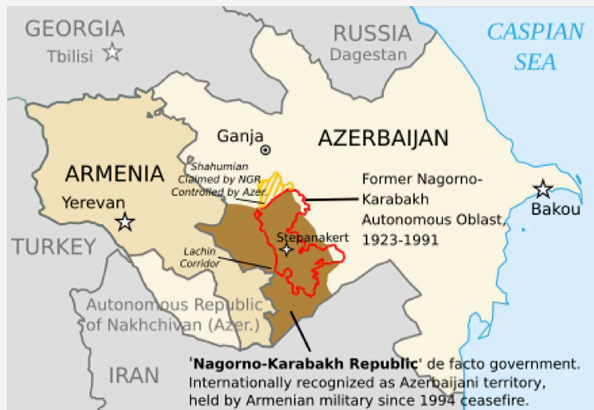 GEORGIA
Tbilisi
RUSSIA
Dagestan
CASPIAN
SEA
Ganja
AZERBAIJAN
Shahumian
Claimed by NGR
Controlled by Azer.
ARMENIA
Yerevan
Former Nagorno-
Karabakh
Autonomous Oblast,
1923-1991
Bakou
TURKEY
Stepanakert
Lachin
Corridor
Autonomous Republic
of Nakhchivan (Azer.)
IRAN
'Nagorno-Karabakh Republic' de facto government.
Internationally recognized as Azerbaijani territory,
held by Armenian military since 1994 ceasefire.